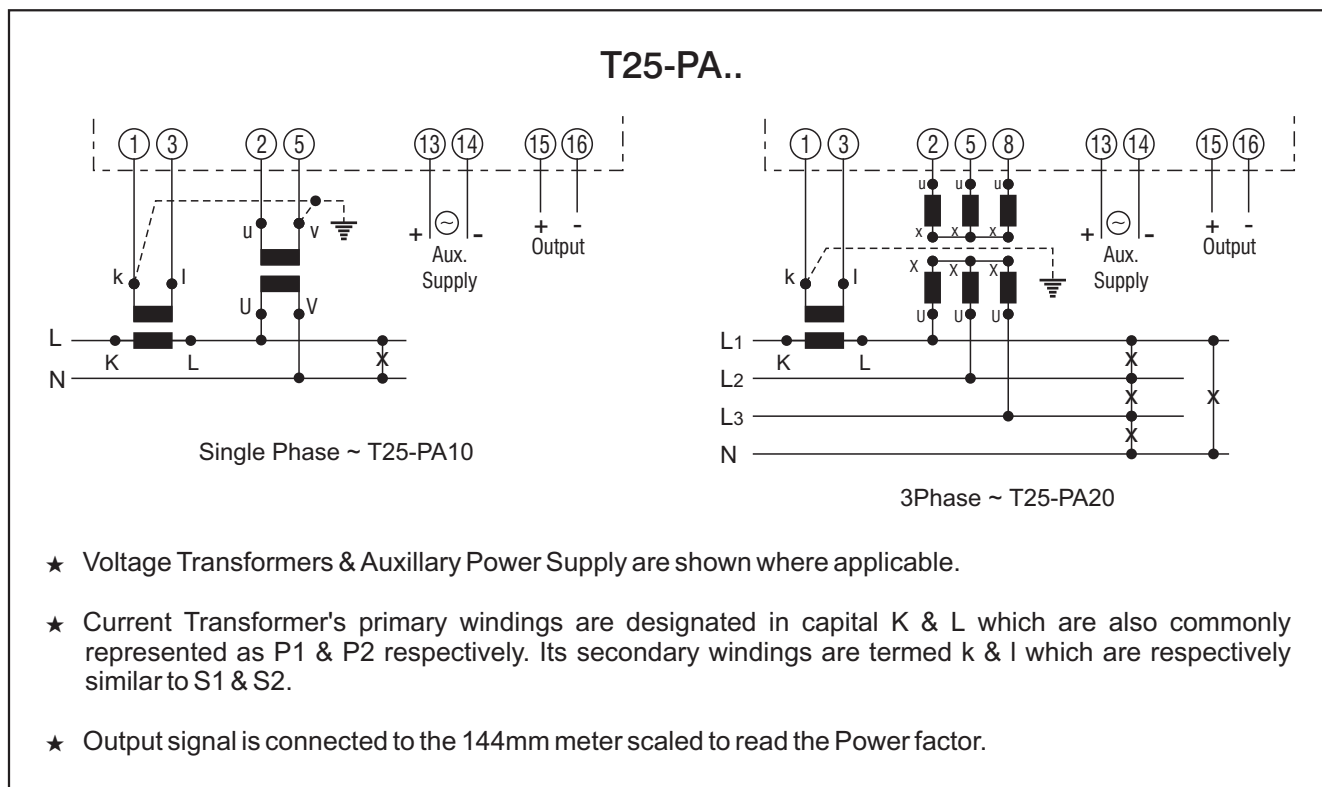 T25-PA..
1 3 2 5 13 14 15 16
u v
+ ~ -
Aux.
Supply
+ -
Output
k l
U V
L
K L
x
N
Single Phase ~ T25-PA10
1 3 2 5 8 13 14 15 16
u u u
x x x
+ ~ -
Aux.
Supply
+ -
Output
k l
x x x
U U U
L1
K L
x
L2
x x
L3
x
N
3Phase ~ T25-PA20
★ Voltage Transformers & Auxillary Power Supply are shown where applicable.
★ Current Transformer's primary windings are designated in capital K & L which are also commonly
represented as P1 & P2 respectively. Its secondary windings are termed k & l which are respectively
similar to S1 & S2.
★ Output signal is connected to the 144mm meter scaled to read the Power factor.